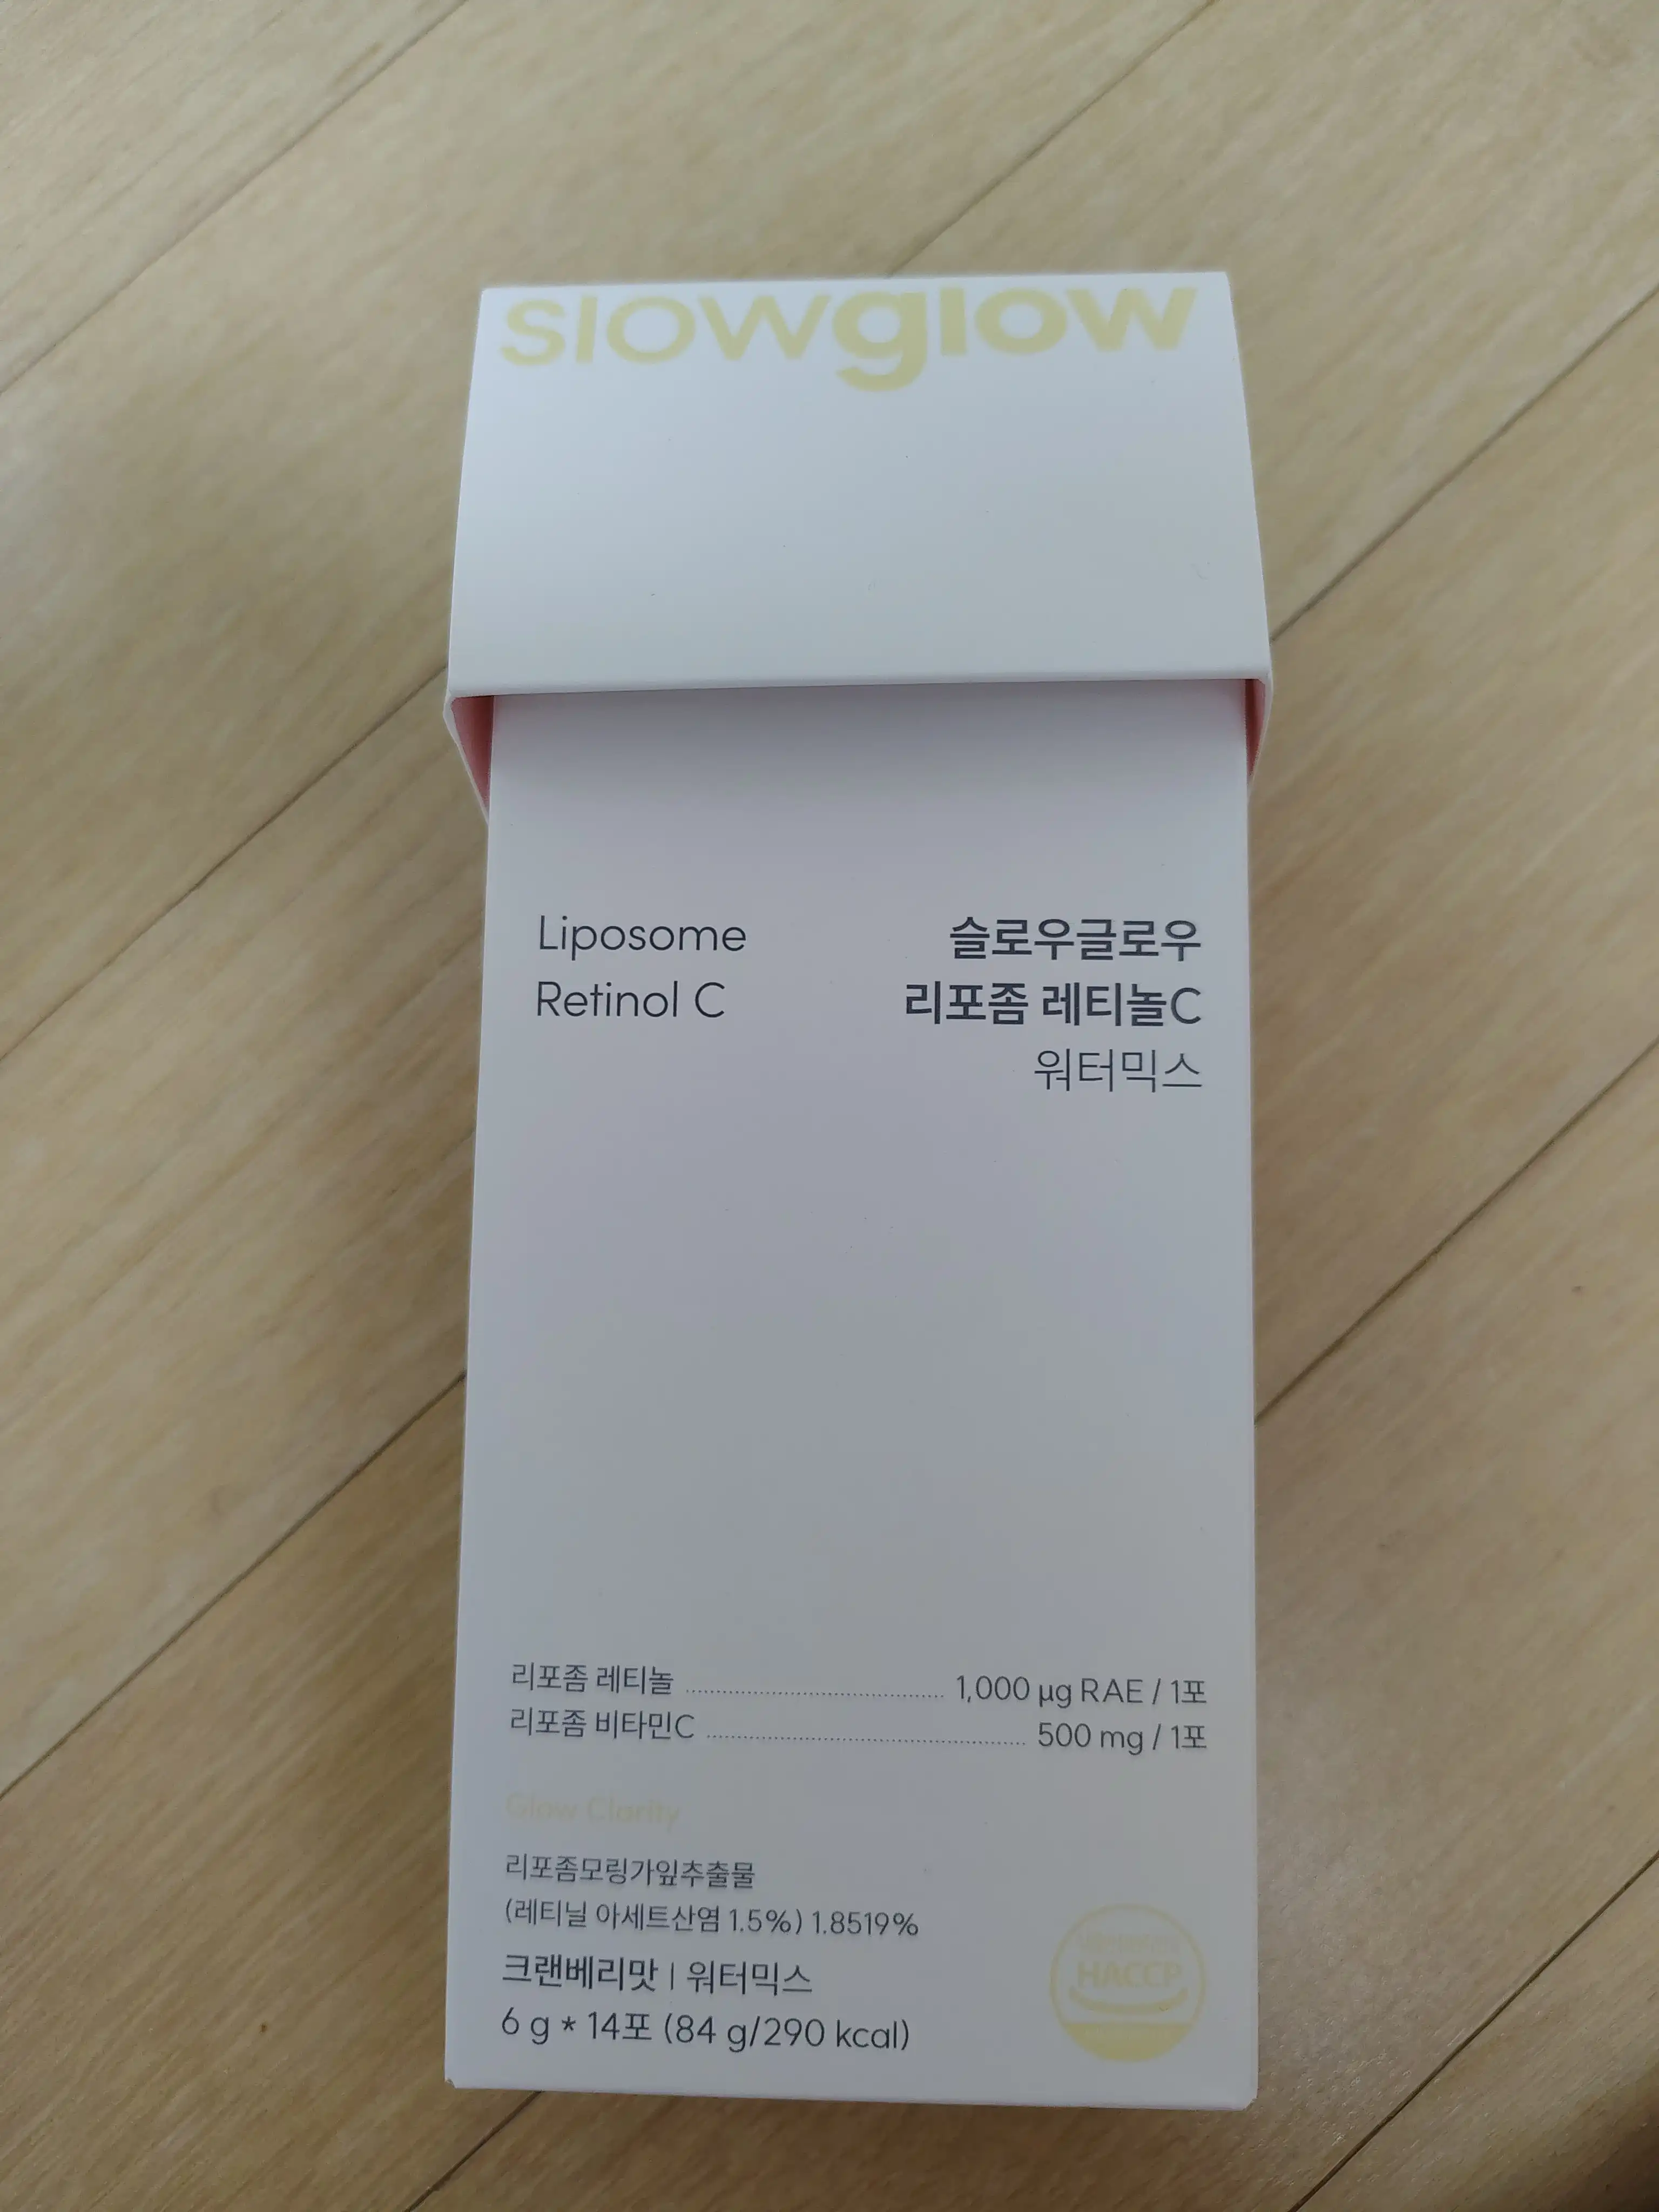 slowglow
Liposome
Retinol C
슬로우글로우
리포좀 레티놀C
워터믹스
리포좀 레티놀 1,000 µg RAE / 1포
리포좀 비타민C 500 mg / 1포
Glow Clarity
리포좀모링가잎추출물
(레티닐 아세트산염 1.5%) 1.8519%
크랜베리맛 | 워터믹스
6 g * 14포 (84 g/290 kcal)
HACCP